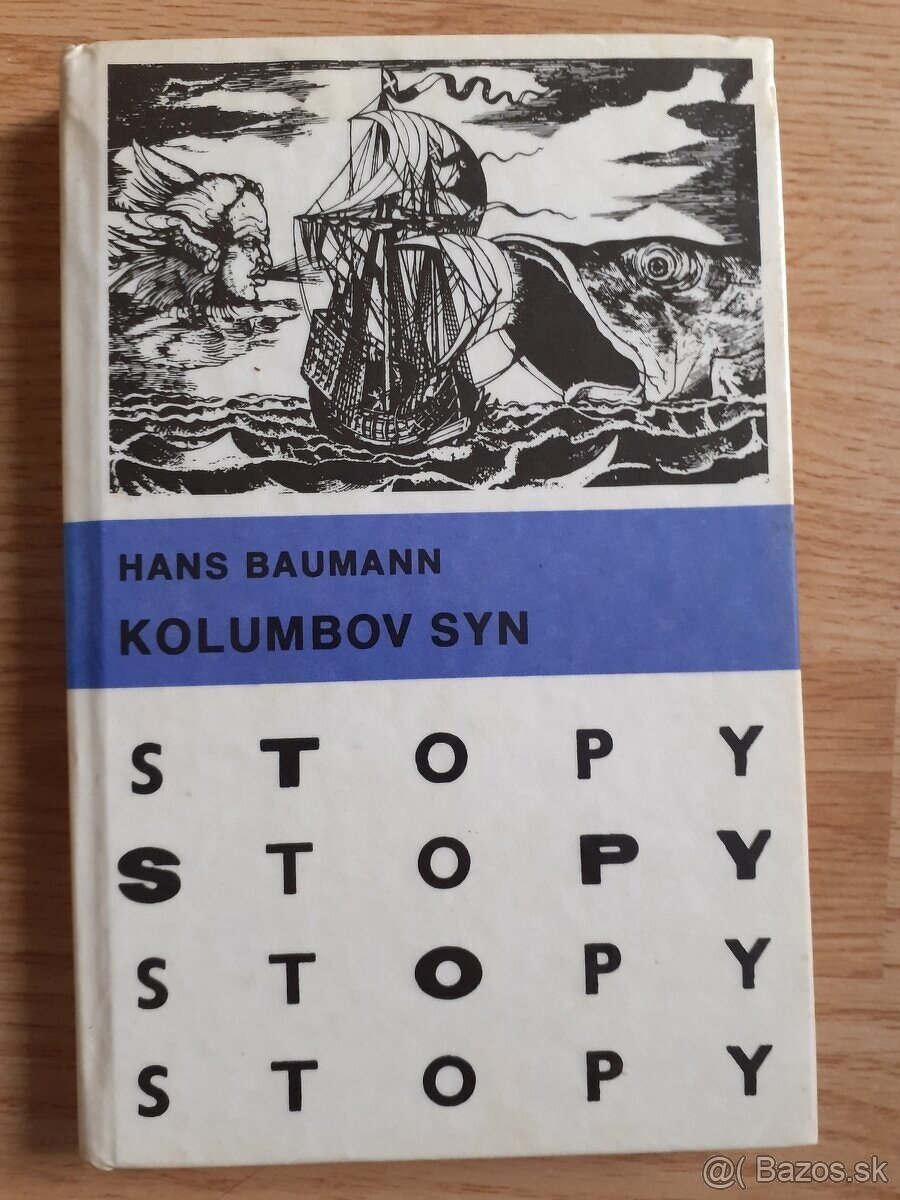 HANS BAUMANN
KOLUMBOV SYN
S T O P Y
S T O P Y
S T O P Y
S T O P Y
@( Bazos.sk